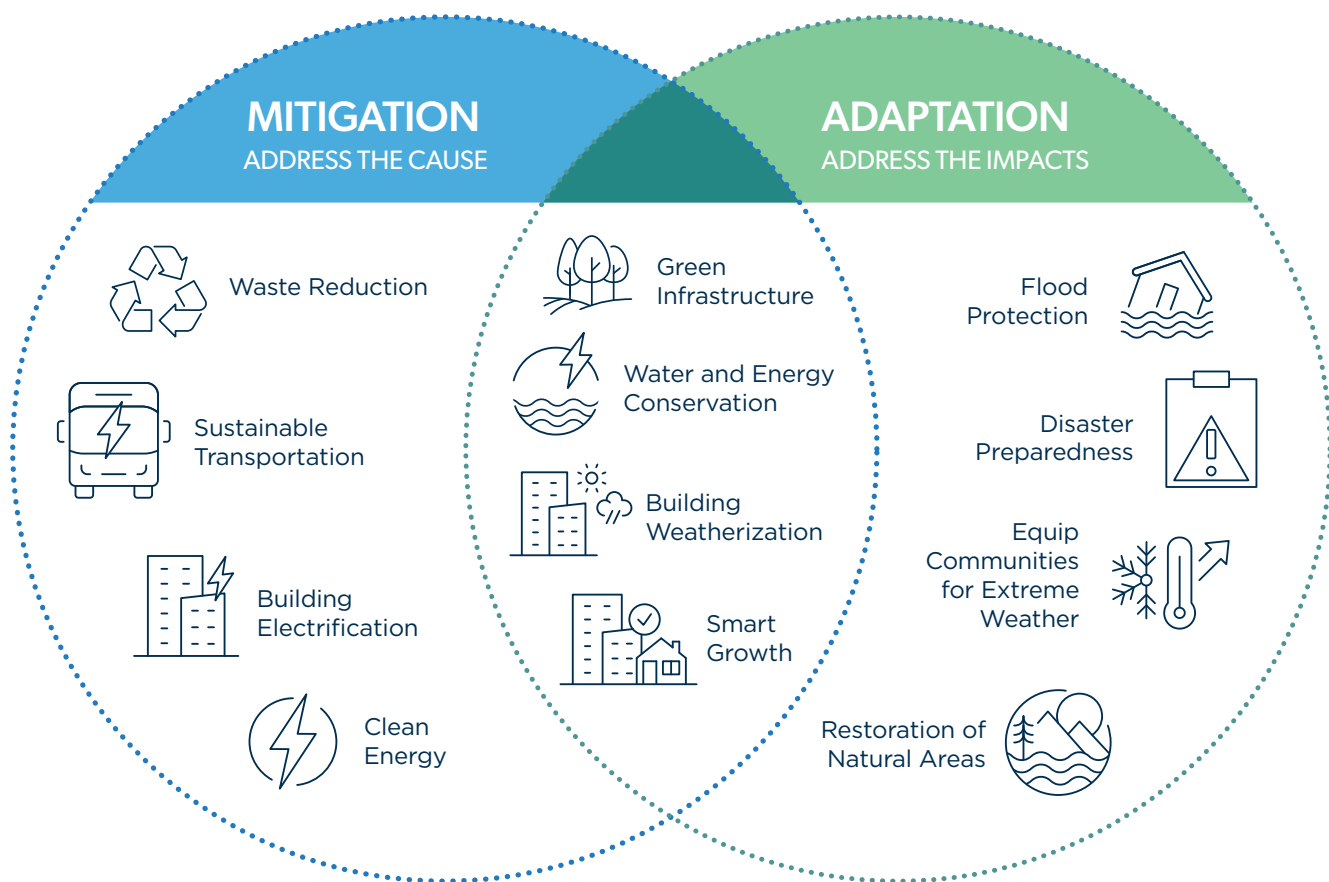 MITIGATION
ADDRESS THE CAUSE
ADAPTATION
ADDRESS THE IMPACTS
Waste Reduction
Sustainable
Transportation
Building
Electrification
Clean
Energy
Green
Infrastructure
Water and Energy
Conservation
Building
Weatherization
Smart
Growth
Flood
Protection
Disaster
Preparedness
Equip
Communities
for Extreme
Weather
Restoration of
Natural Areas